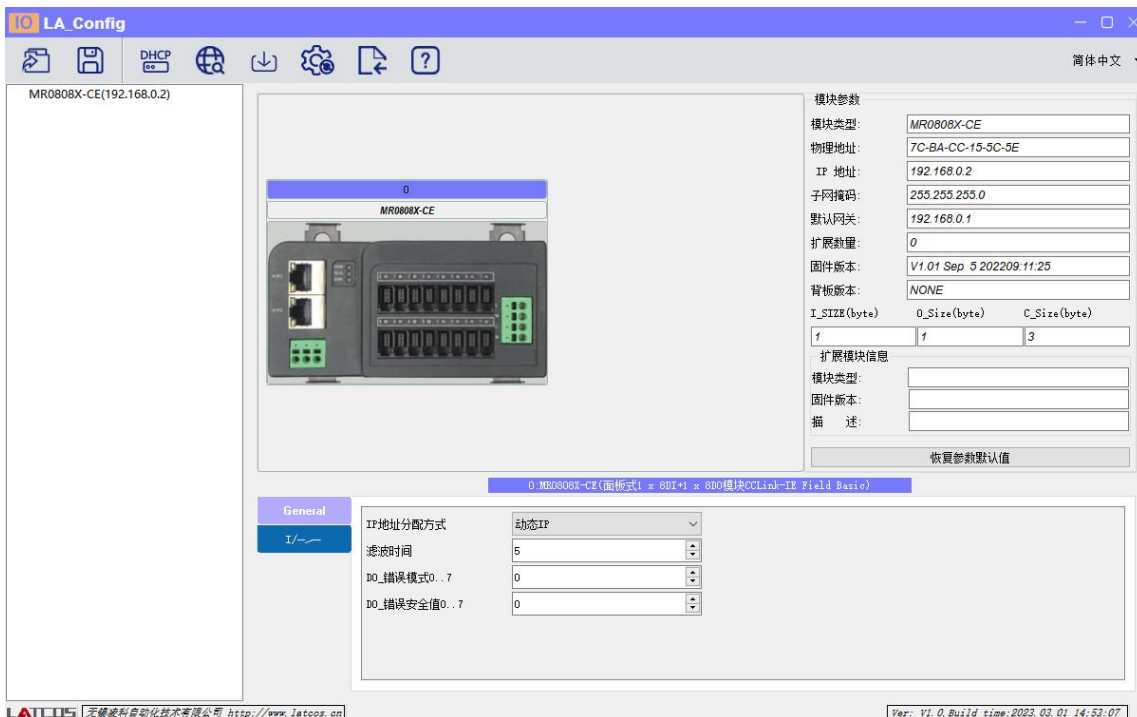 IO LA_Config
DHCP
简体中文
MR0808X-CE(192.168.0.2)
0
MR0808X-CE
模块参数
模块类型: MR0808X-CE
物理地址: 7C-BA-CC-15-5C-5E
IP 地址: 192.168.0.2
子网掩码: 255.255.255.0
默认网关: 192.168.0.1
扩展数量: 0
固件版本: V1.01 Sep 5 202209:11:25
背板版本: NONE
I_SIZE(byte) O_Size(byte) C_Size(byte)
1 1 3
扩展模块信息
模块类型:
固件版本:
描 述:
恢复参数默认值
0:MR0808X-CE(面板式1 x 8DI+1 x 8DO模块CCLink-IE Field Basic)
General
IP地址分配方式 动态IP
I/-
滤波时间 5
DO_错误模式0..7 0
DO_错误安全值0..7 0
LATCOS 无锡凌科自动化技术有限公司 http://www.latcos.cn
Ver: V1.0,Build time:2023.03.01 14:53:07